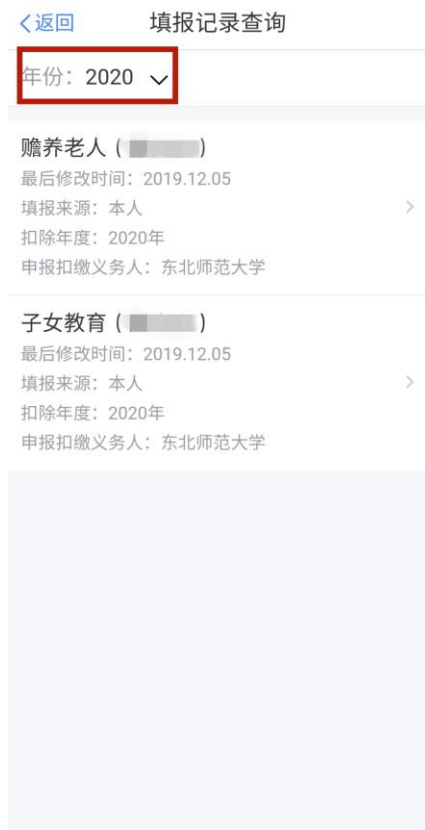 返回 填报记录查询
年份：2020
赡养老人 ( )
最后修改时间：2019.12.05
填报来源：本人
扣除年度：2020年
申报扣缴义务人：东北师范大学
子女教育 ( )
最后修改时间：2019.12.05
填报来源：本人
扣除年度：2020年
申报扣缴义务人：东北师范大学